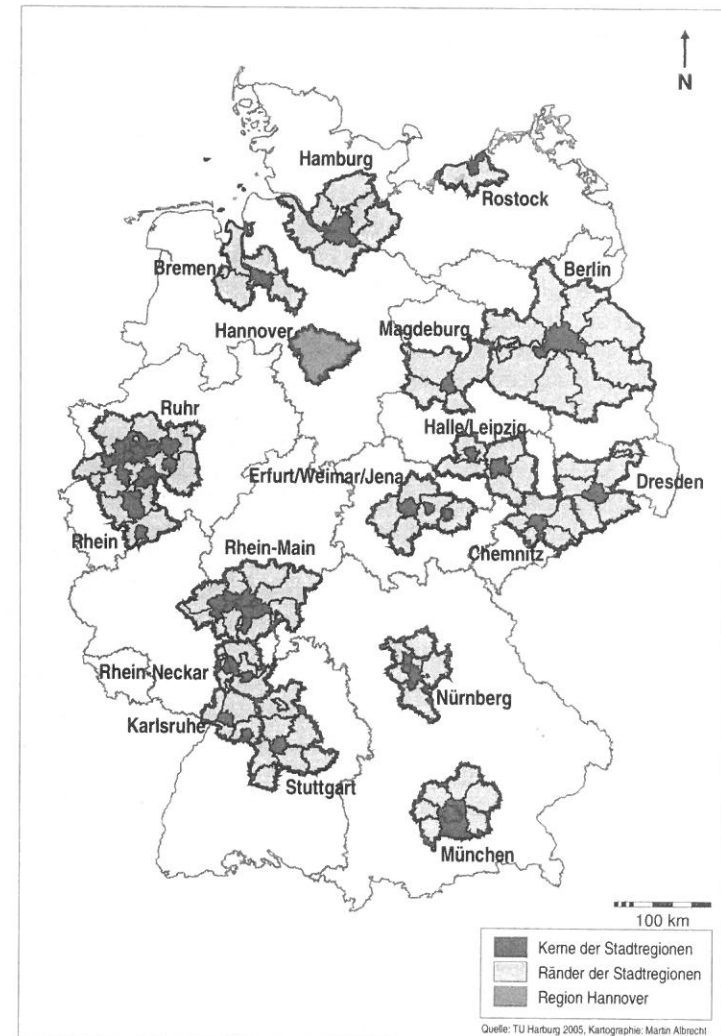 N
Hamburg
Rostock
Bremen
Berlin
Hannover
Magdeburg
Ruhr
Halle/Leipzig
Erfurt/Weimar/Jena
Dresden
Rhein
Chemnitz
Rhein-Main
Rhein-Neckar
Nürnberg
Karlsruhe
Stuttgart
München
100 km
Kerne der Stadtregionen
Ränder der Stadtregionen
Region Hannover
Quelle: TU Harburg 2005, Kartographie: Martin Albrecht